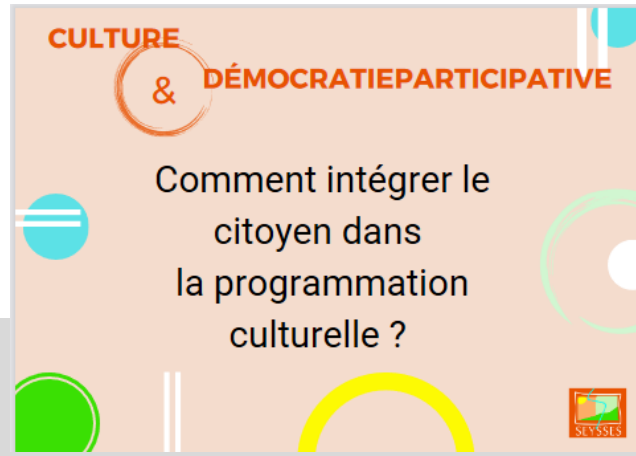 CULTURE
&
DÉMOCRATIEPARTICIPATIVE
Comment intégrer le
citoyen dans
la programmation
culturelle ?
SEYSSES